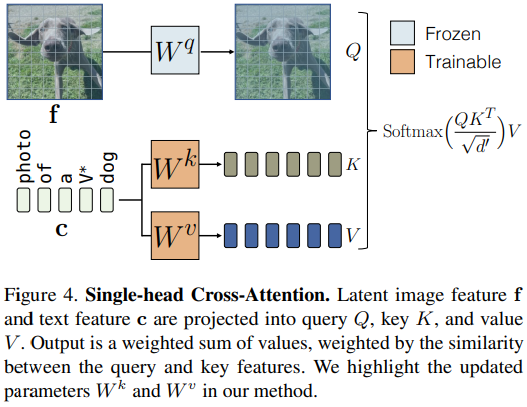 f
W^q
Q
Frozen
Trainable
Softmax(QK^T/√d′)V
photo
of
a
V*
dog
c
W^k
K
W^v
V
Figure 4. Single-head Cross-Attention. Latent image feature f
and text feature c are projected into query Q, key K, and value
V. Output is a weighted sum of values, weighted by the similarity
between the query and key features. We highlight the updated
parameters W^k and W^v in our method.